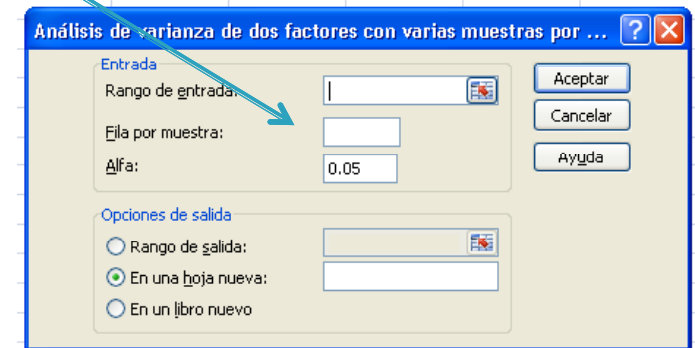 Análisis de varianza de dos factores con varias muestras por ...
Entrada
Rango de entrada:
Fila por muestra:
Alfa:
0.05
Aceptar
Cancelar
Ayuda
Opciones de salida
Rango de salida:
En una hoja nueva:
En un libro nuevo